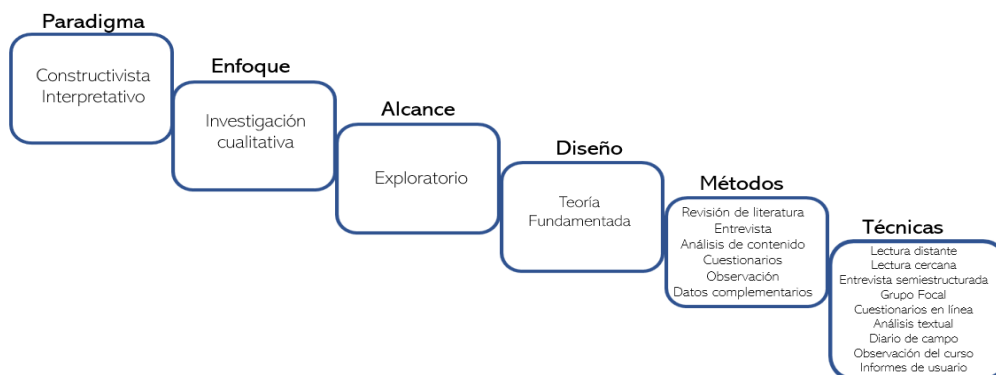 Paradigma
Constructivista
Interpretativo
Enfoque
Investigación
cualitativa
Alcance
Exploratorio
Diseño
Teoría
Fundamentada
Métodos
Revisión de literatura
Entrevista
Análisis de contenido
Cuestionarios
Observación
Datos complementarios
Técnicas
Lectura distante
Lectura cercana
Entrevista semiestructurada
Grupo Focal
Cuestionarios en línea
Análisis textual
Diario de campo
Observación del curso
Informes de usuario